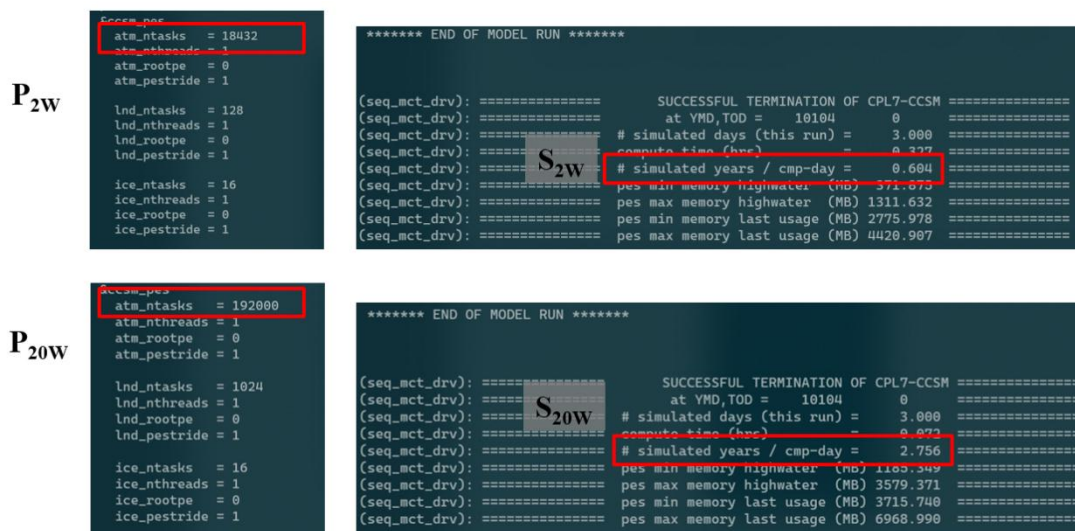 &ccsm_pes
atm_ntasks = 18432
atm_nthreads = 1
atm_rootpe = 0
atm_pestride = 1
lnd_ntasks = 128
lnd_nthreads = 1
lnd_rootpe = 0
lnd_pestride = 1
ice_ntasks = 16
ice_nthreads = 1
ice_rootpe = 0
ice_pestride = 1
P2W
******* END OF MODEL RUN *******
(seq_mct_drv): =============== SUCCESSFUL TERMINATION OF CPL7-CCSM ===============
(seq_mct_drv): =============== at YMD,TOD = 10104 0 ===============
(seq_mct_drv): =============== # simulated days (this run) = 3.000 ===============
(seq_mct_drv): =============== compute time (hrs) = 0.327 ===============
(seq_mct_drv): =============== # simulated years / cmp-day = 0.604 ===============
(seq_mct_drv): =============== pes min memory highwater (MB) 371.875 ===============
(seq_mct_drv): =============== pes max memory highwater (MB) 1311.632 ===============
(seq_mct_drv): =============== pes min memory last usage (MB) 2775.978 ===============
(seq_mct_drv): =============== pes max memory last usage (MB) 4420.907 ===============
S2W
&ccsm_pes
atm_ntasks = 192000
atm_nthreads = 1
atm_rootpe = 0
atm_pestride = 1
lnd_ntasks = 1024
lnd_nthreads = 1
lnd_rootpe = 0
lnd_pestride = 1
ice_ntasks = 16
ice_nthreads = 1
ice_rootpe = 0
ice_pestride = 1
P20W
******* END OF MODEL RUN *******
(seq_mct_drv): =============== SUCCESSFUL TERMINATION OF CPL7-CCSM ===============
(seq_mct_drv): =============== at YMD,TOD = 10104 0 ===============
(seq_mct_drv): =============== # simulated days (this run) = 3.000 ===============
(seq_mct_drv): =============== compute time (hrs) = 0.072 ===============
(seq_mct_drv): =============== # simulated years / cmp-day = 2.756 ===============
(seq_mct_drv): =============== pes min memory highwater (MB) 1185.349 ===============
(seq_mct_drv): =============== pes max memory highwater (MB) 3579.371 ===============
(seq_mct_drv): =============== pes min memory last usage (MB) 3715.740 ===============
(seq_mct_drv): =============== pes max memory last usage (MB) 6968.990 ===============
S20W